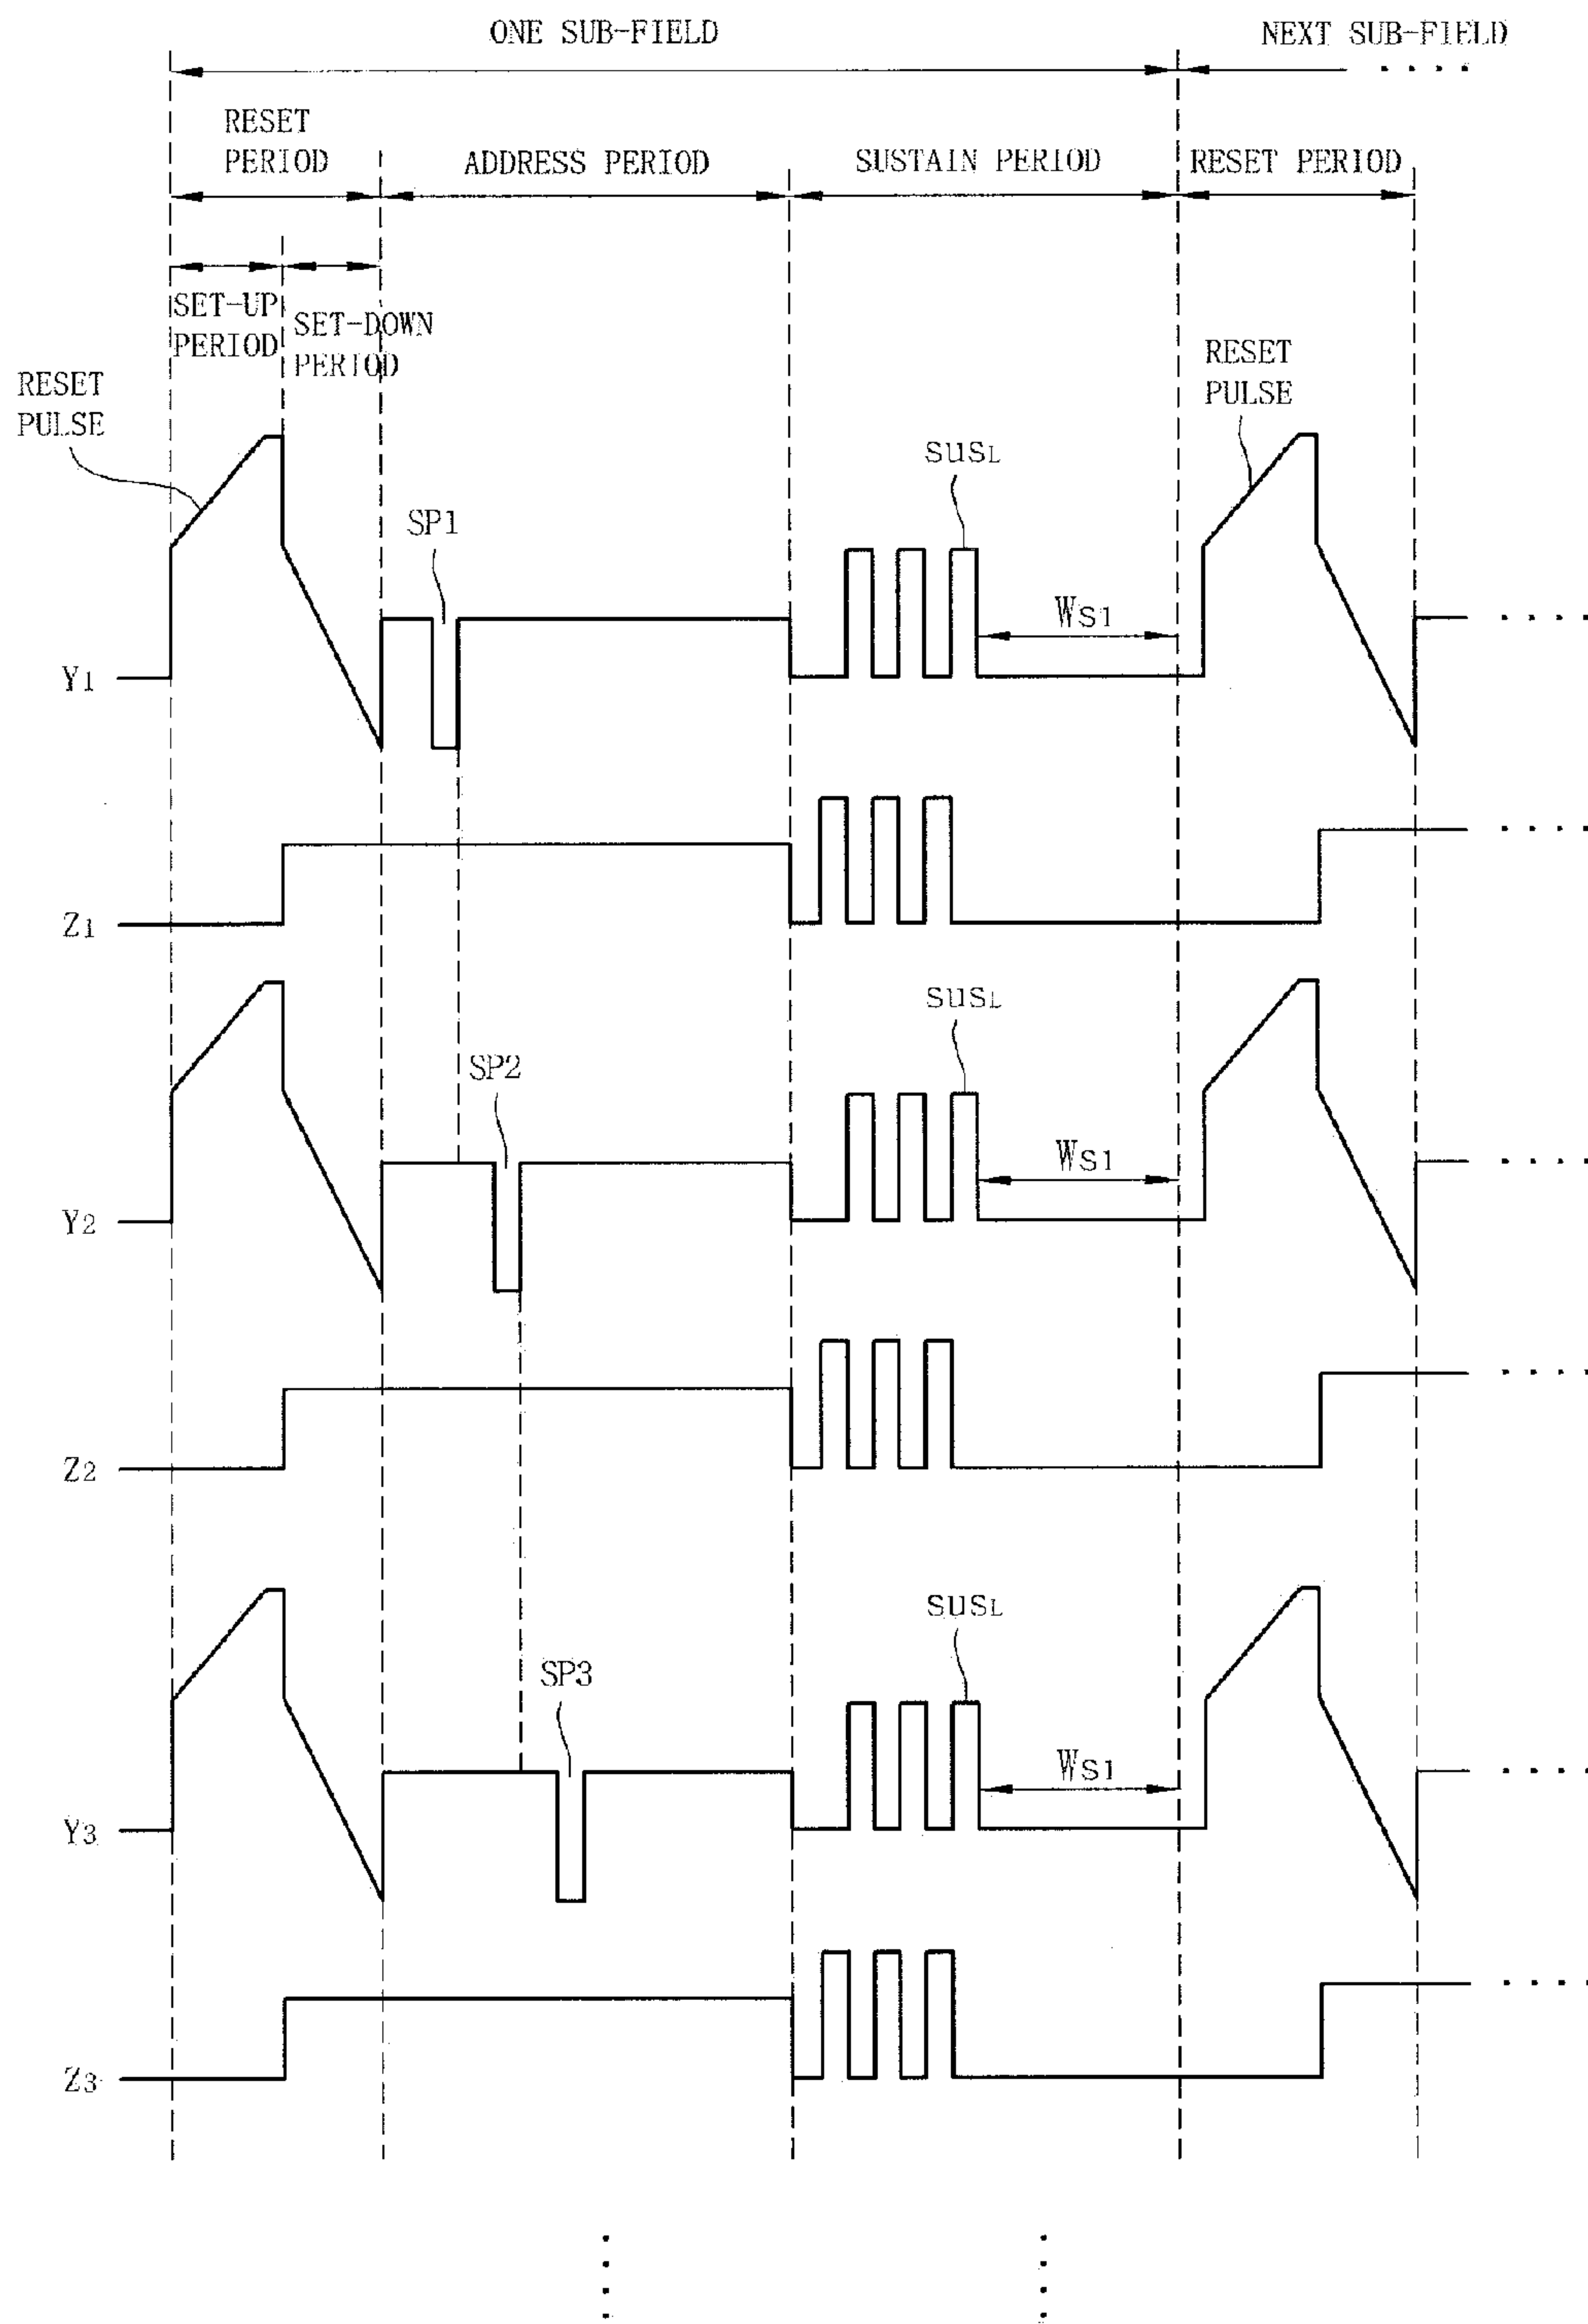 ONE SUB-FIELD
NEXT SUB-FIELD
RESET
PERIOD
ADDRESS PERIOD
SUSTAIN PERIOD
RESET PERIOD
SET-UP
PERIOD
SET-DOWN
PERIOD
RESET
PULSE
RESET
PULSE
SP1
SUSL
WS1
Y1
Z1
SUSL
SP2
WS1
Y2
Z2
SUSL
SP3
WS1
Y3
Z3